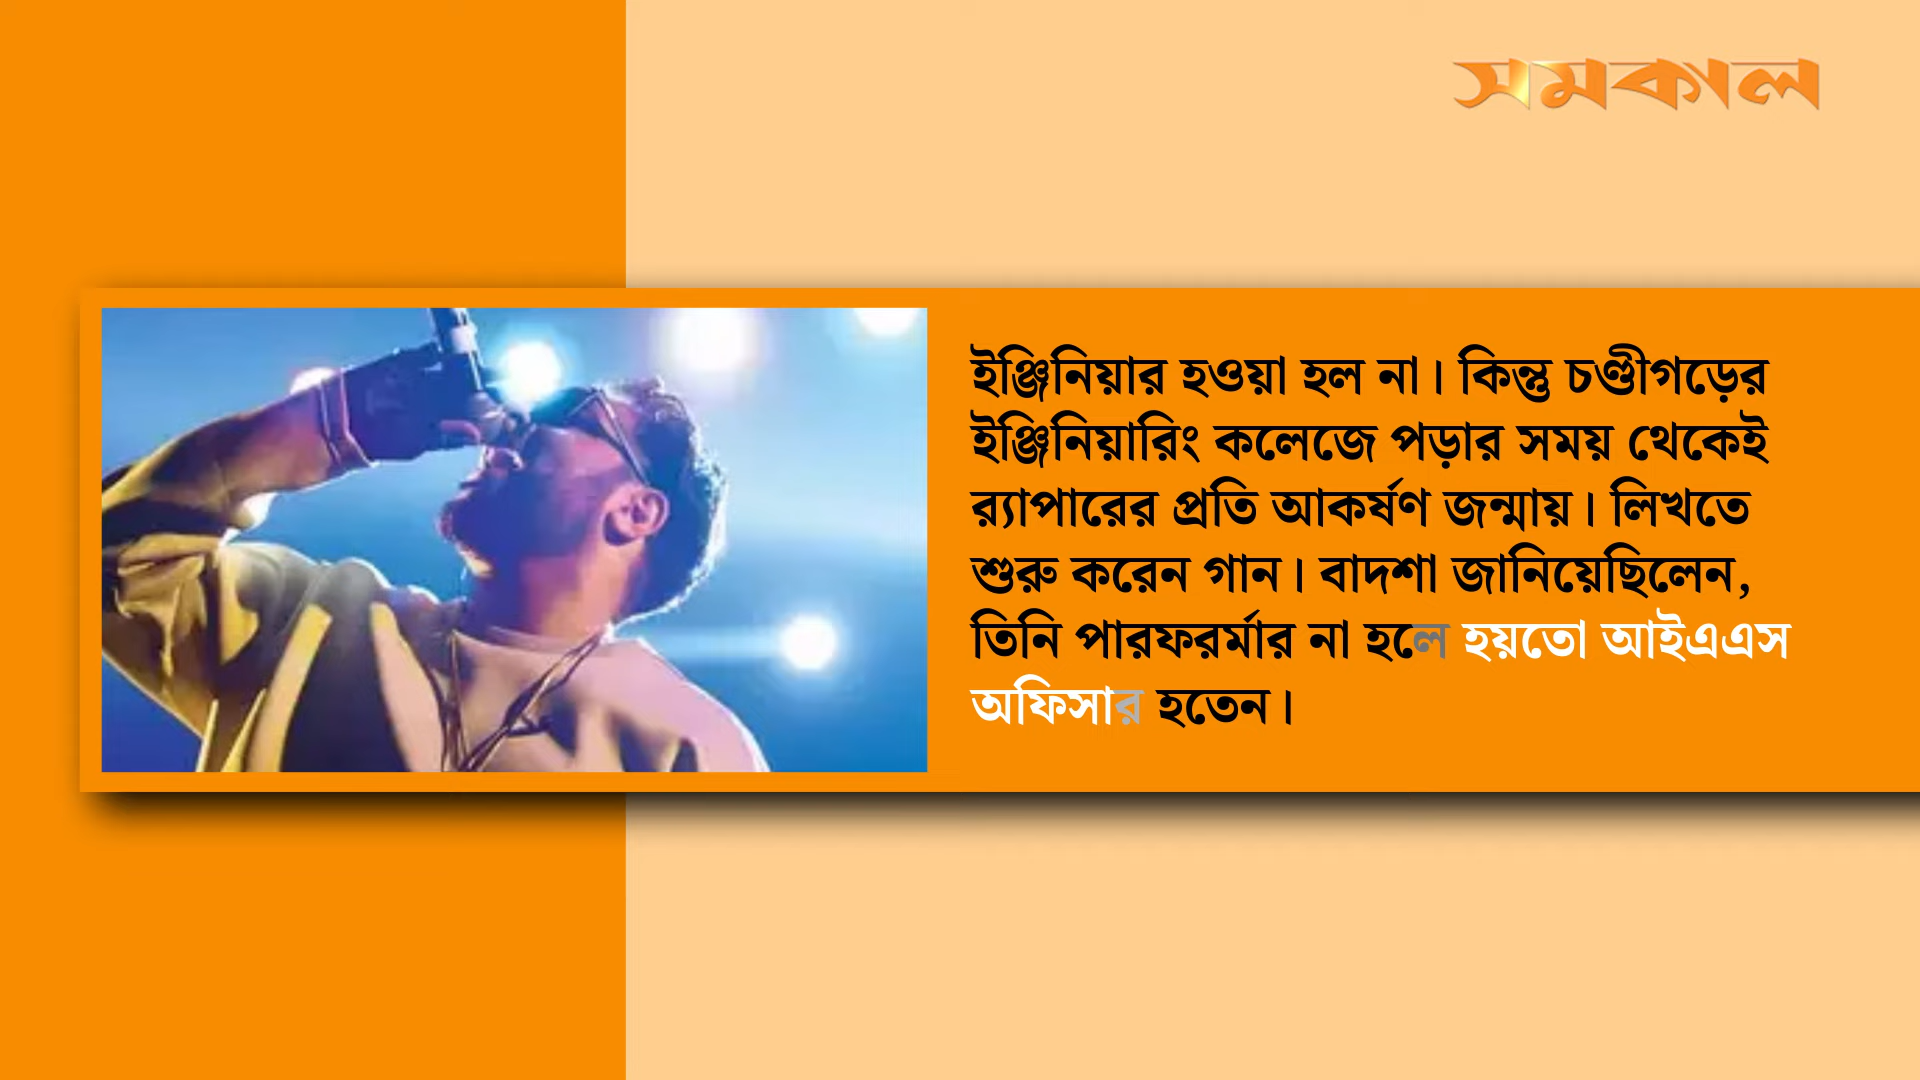 সমকাল
ইঞ্জিনিয়ার হওয়া হল না। কিন্তু চণ্ডীগড়ের
ইঞ্জিনিয়ারিং কলেজে পড়ার সময় থেকেই
র‍্যাপারের প্রতি আকর্ষণ জন্মায়। লিখতে
শুরু করেন গান। বাদশা জানিয়েছিলেন,
তিনি পারফরর্মার না হলে হয়তো আইএএস
অফিসার হতেন।